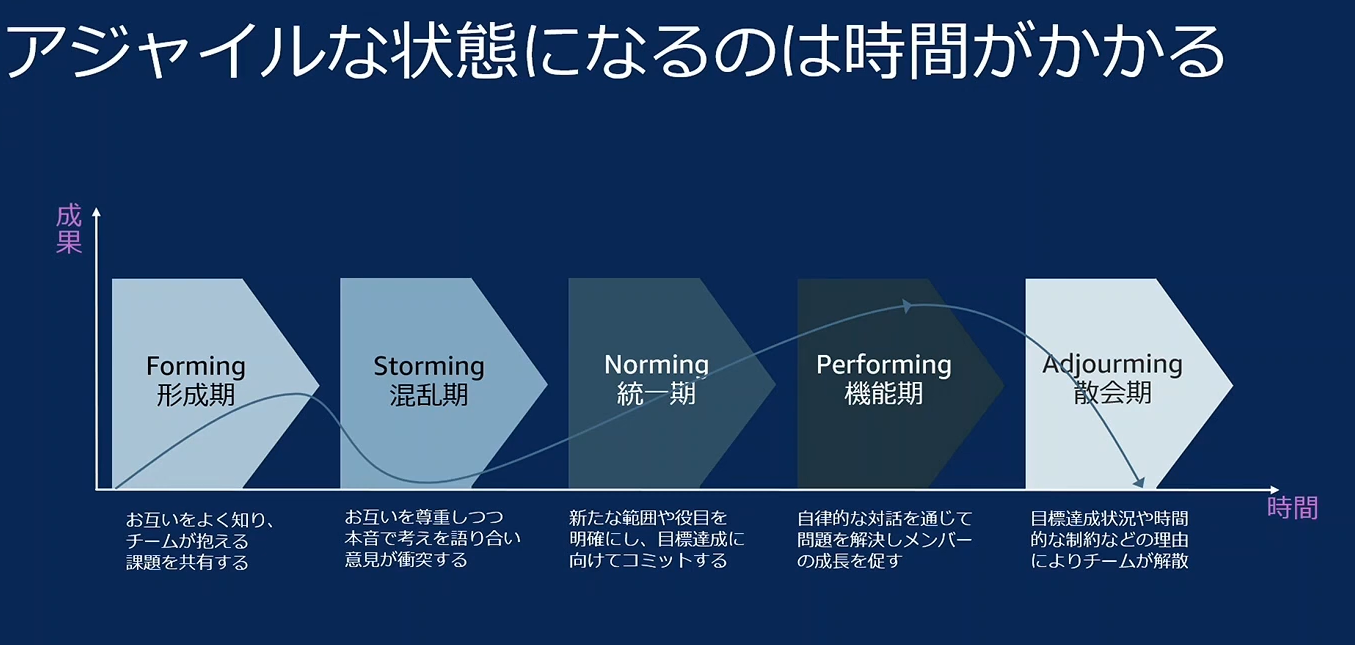 アジャイルな状態になるのは時間がかかる
成果
Forming
形成期
Storming
混乱期
Norming
統一期
Performing
機能期
Adjourming
散会期
時間
お互いをよく知り、
チームが抱える
課題を共有する
お互いを尊重しつつ
本音で考えを語り合い
意見が衝突する
新たな範囲や役目を
明確にし、目標達成に
向けてコミットする
自律的な対話を通じて
問題を解決しメンバー
の成長を促す
目標達成状況や時間
的な制約などの理由
によりチームが解散